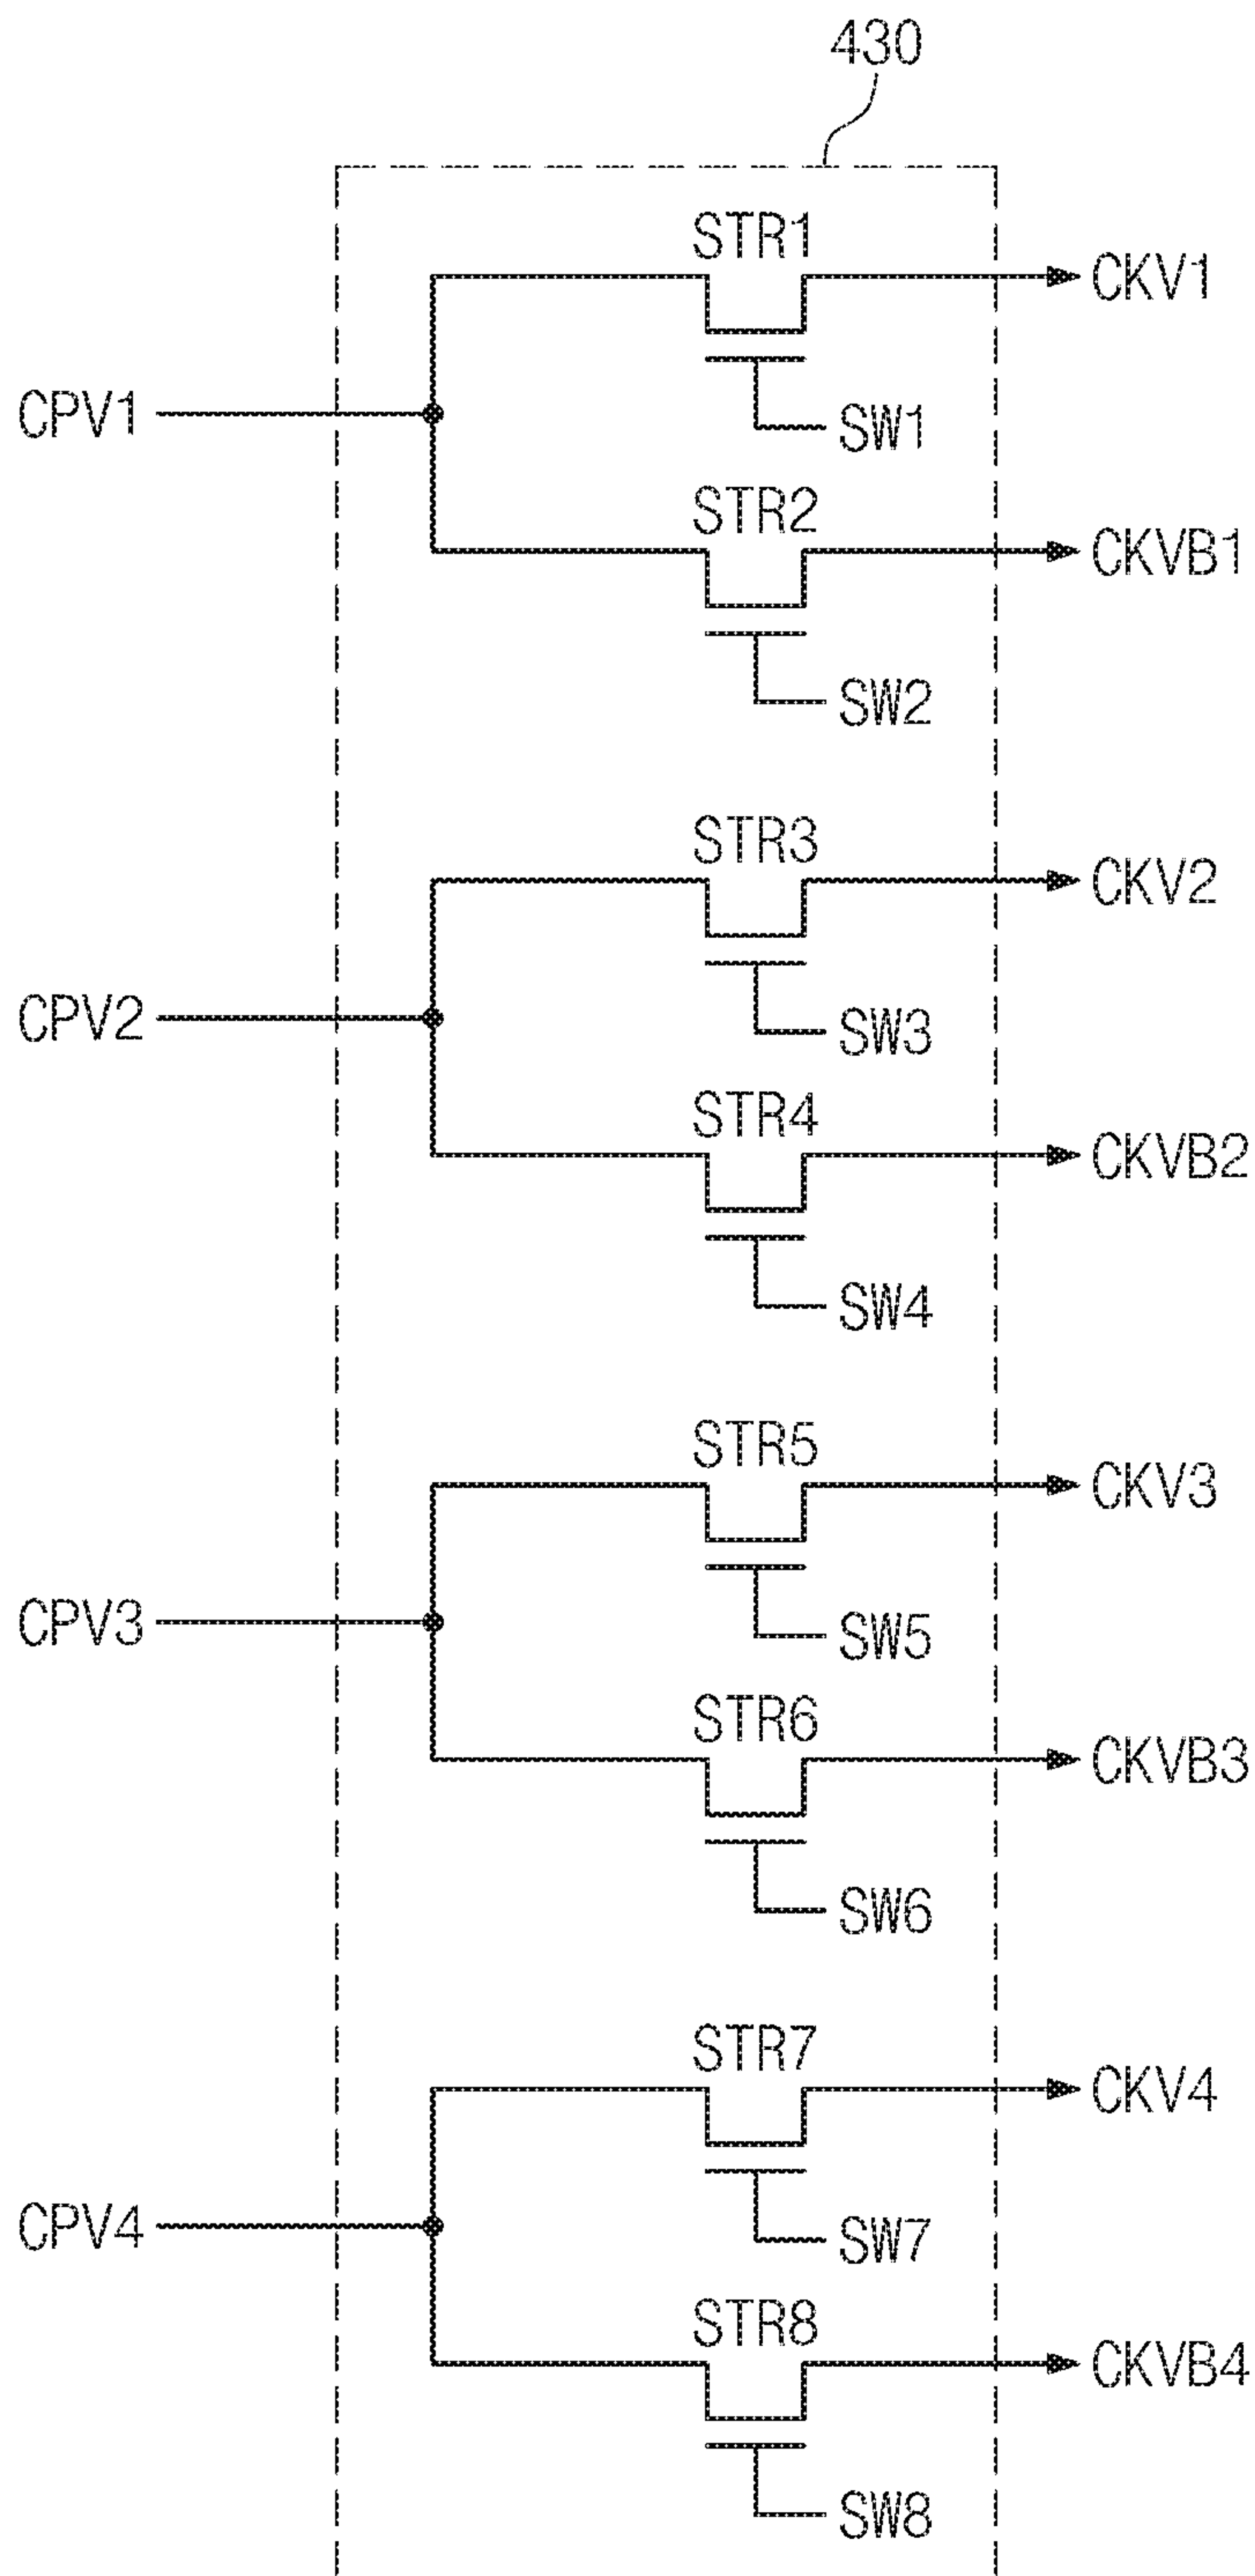 430
STR1
CKV1
CPV1
SW1
STR2
CKVB1
SW2
STR3
CKV2
CPV2
SW3
STR4
CKVB2
SW4
STR5
CKV3
CPV3
SW5
STR6
CKVB3
SW6
STR7
CKV4
CPV4
SW7
STR8
CKVB4
SW8